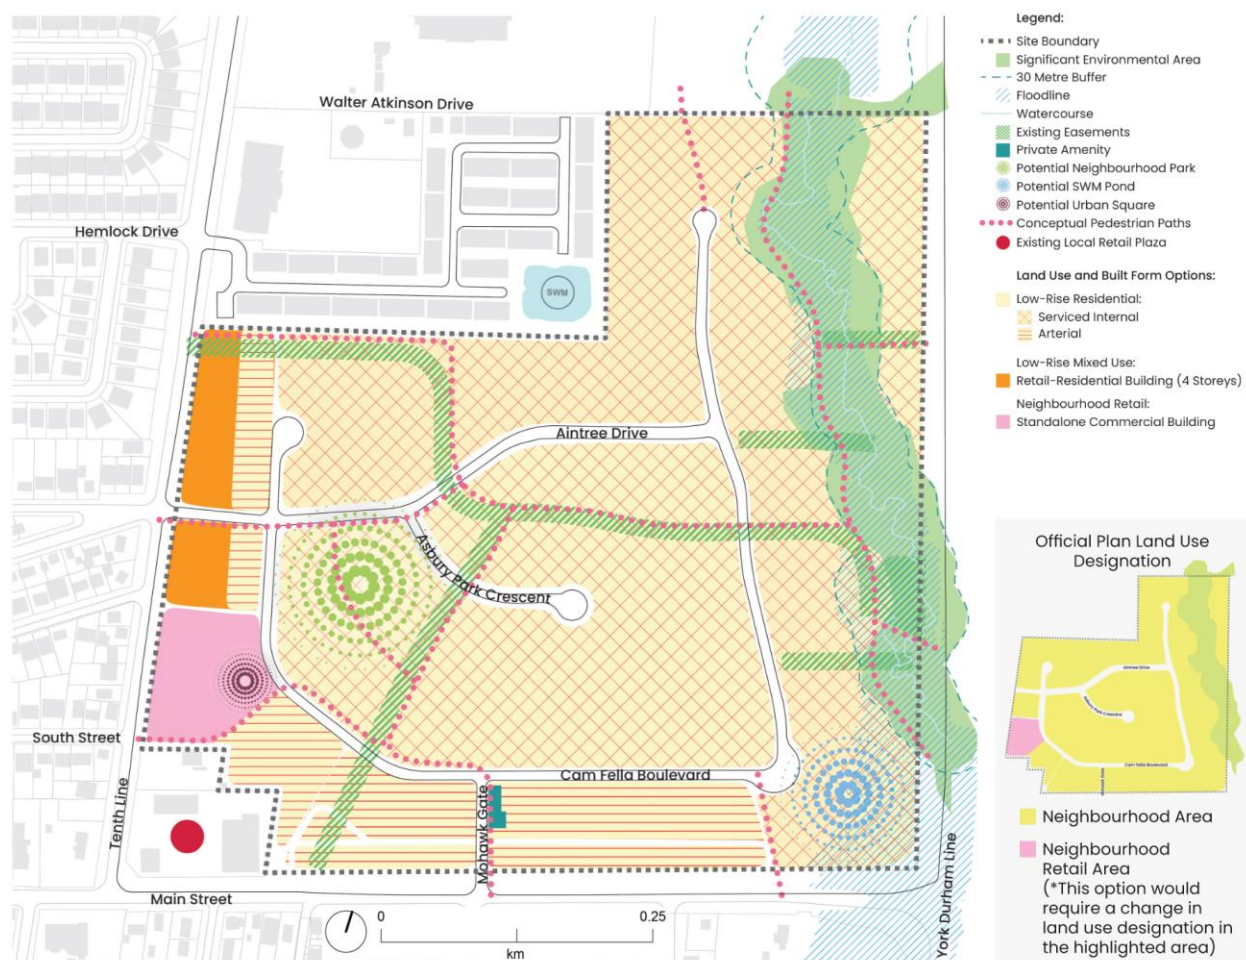 Legend:
Site Boundary
Significant Environmental Area
30 Metre Buffer
Floodline
Watercourse
Existing Easements
Private Amenity
Potential Neighbourhood Park
Potential SWM Pond
Potential Urban Square
Conceptual Pedestrian Paths
Existing Local Retail Plaza
Land Use and Built Form Options:
Low-Rise Residential:
Serviced Internal
Arterial
Low-Rise Mixed Use:
Retail-Residential Building (4 Storeys)
Neighbourhood Retail:
Standalone Commercial Building
Walter Atkinson Drive
Hemlock Drive
SWM
Aintree Drive
Asbury Park Crescent
South Street
Cam Fella Boulevard
Tenth Line
Mohawk Gate
Main Street
York Durham Line
0
0.25
km
Official Plan Land Use
Designation
Aintree Drive
Asbury Park Crescent
Cam Fella Boulevard
Mohawk Gate
Neighbourhood Area
Neighbourhood
Retail Area
(*This option would
require a change in
land use designation in
the highlighted area)